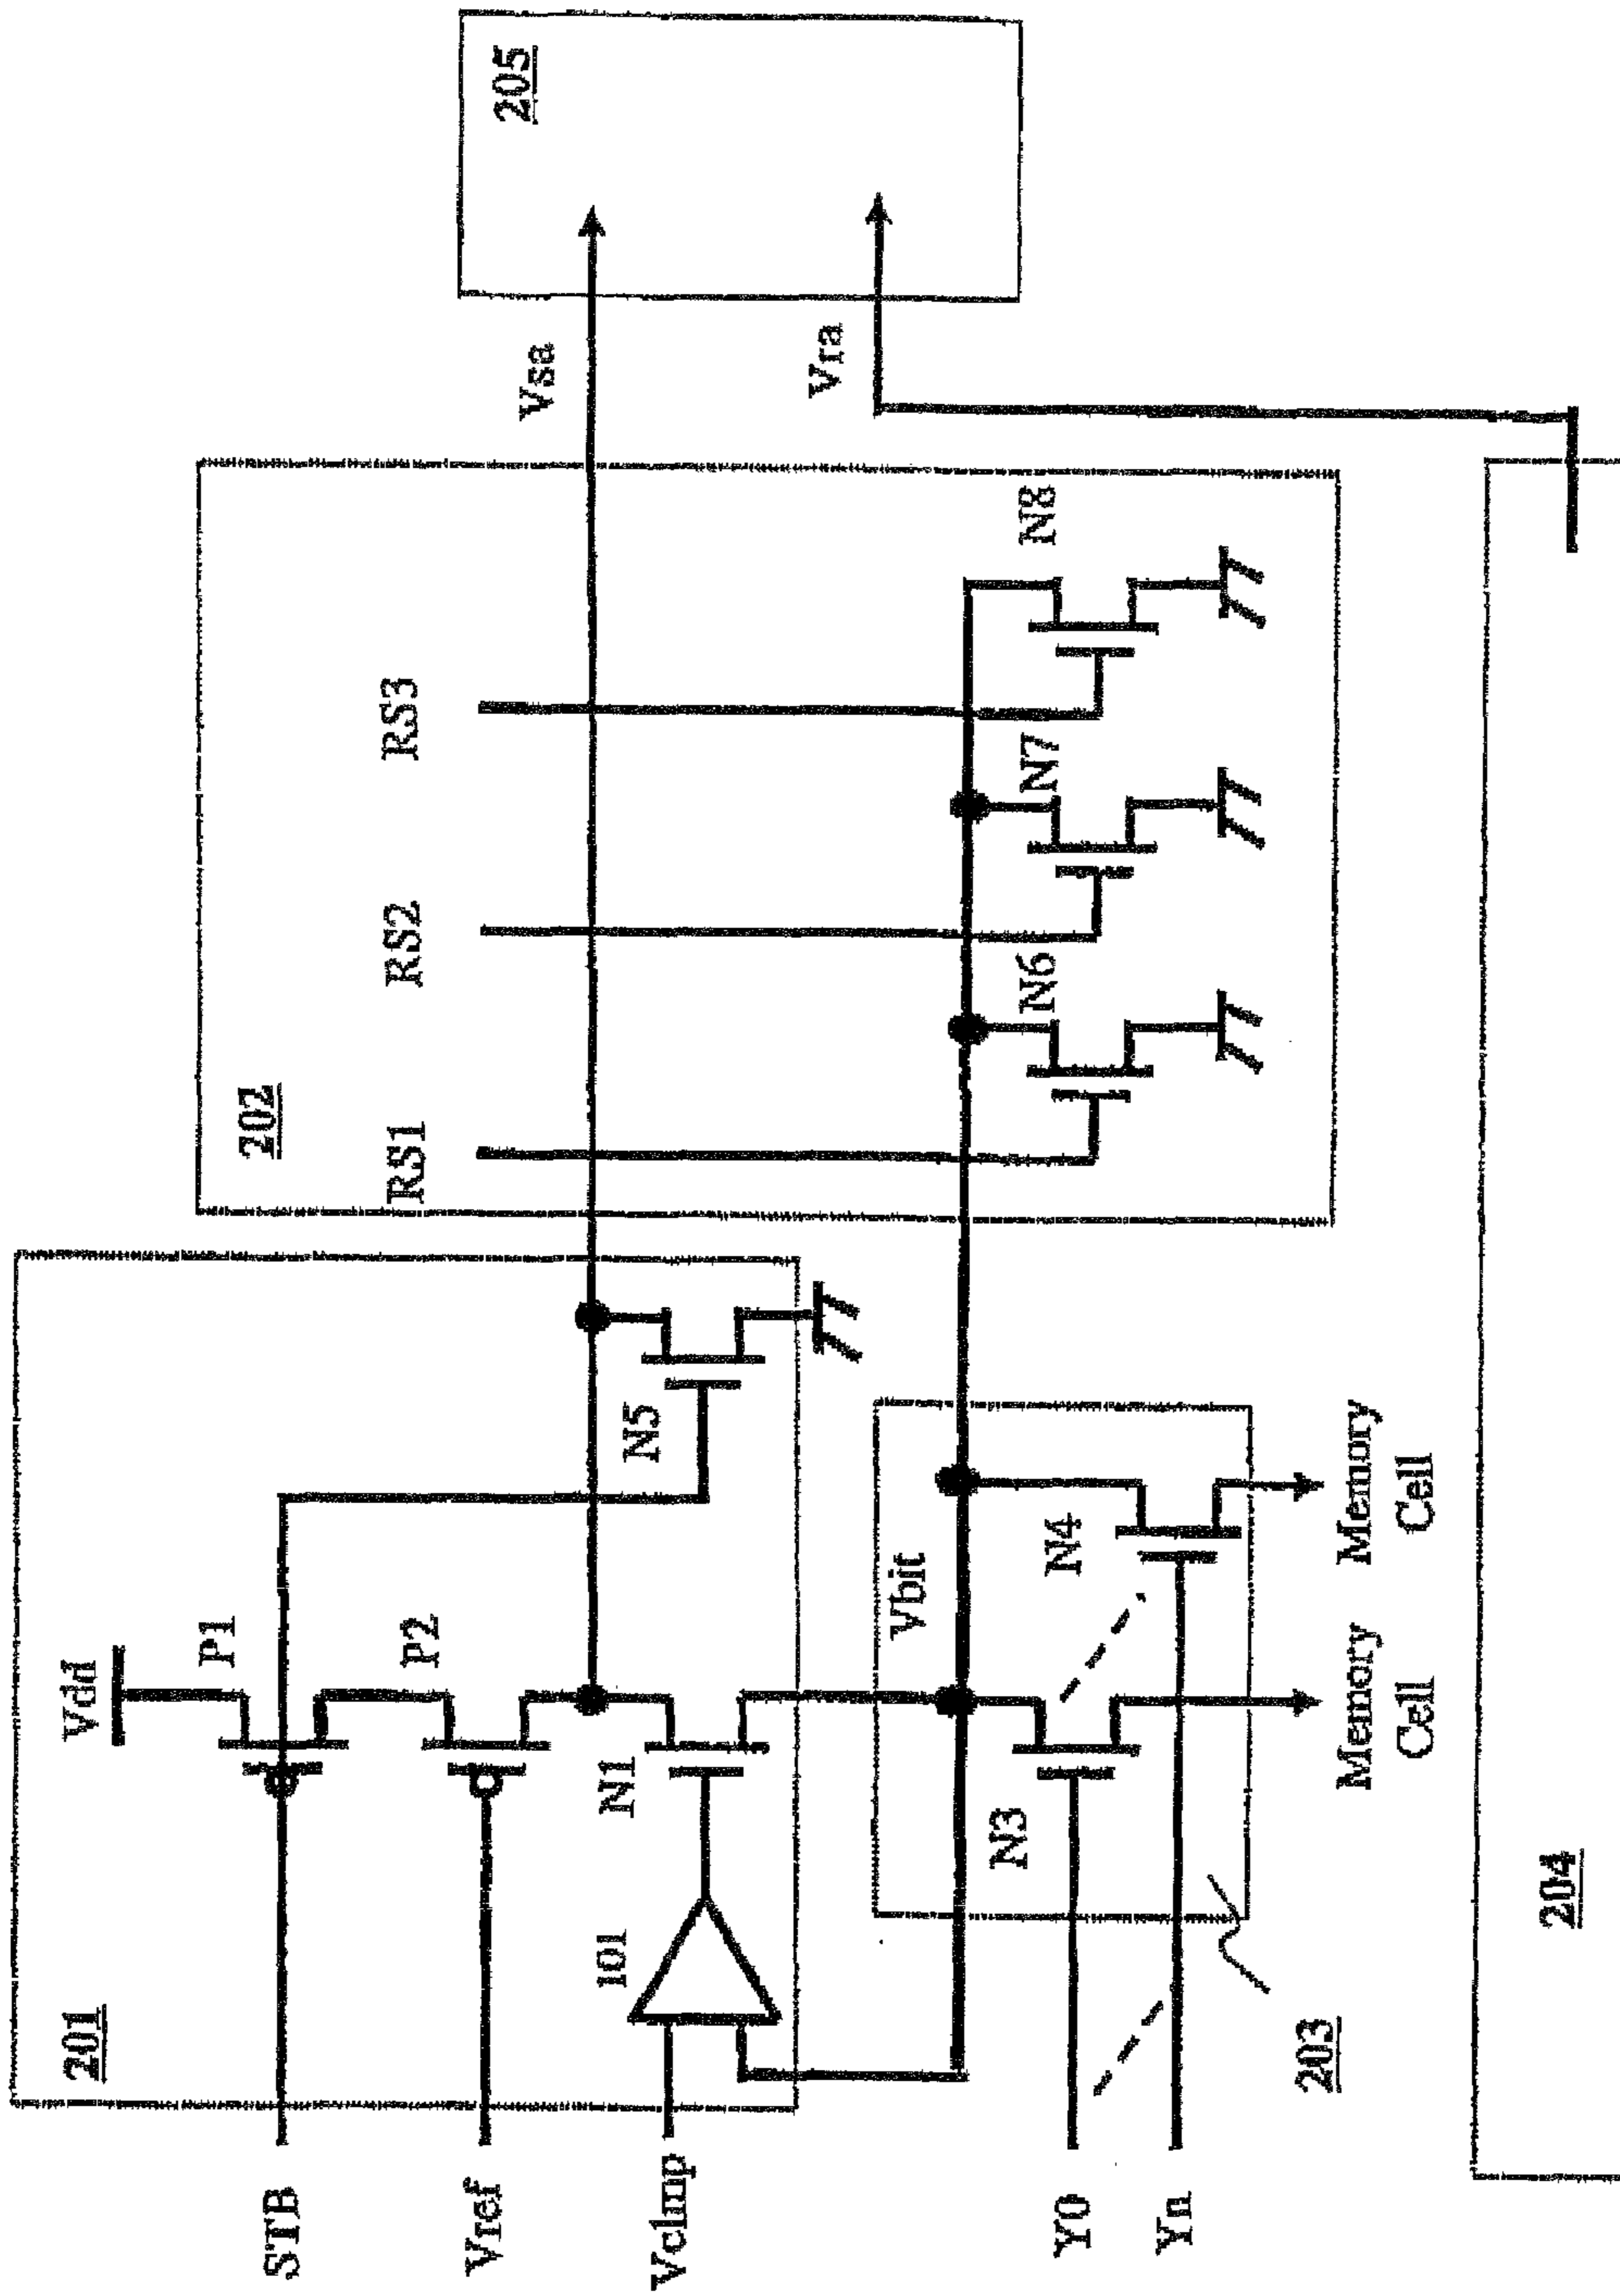 201
Vdd
P1
STB
P2
Vref
N1
101
Vclmp
N5
202
RS1
RS2
RS3
N6
N7
N8
Vsa
Vra
205
Vbit
N3
N4
Y0
Yn
203
Memory
Cell
Memory
Cell
204